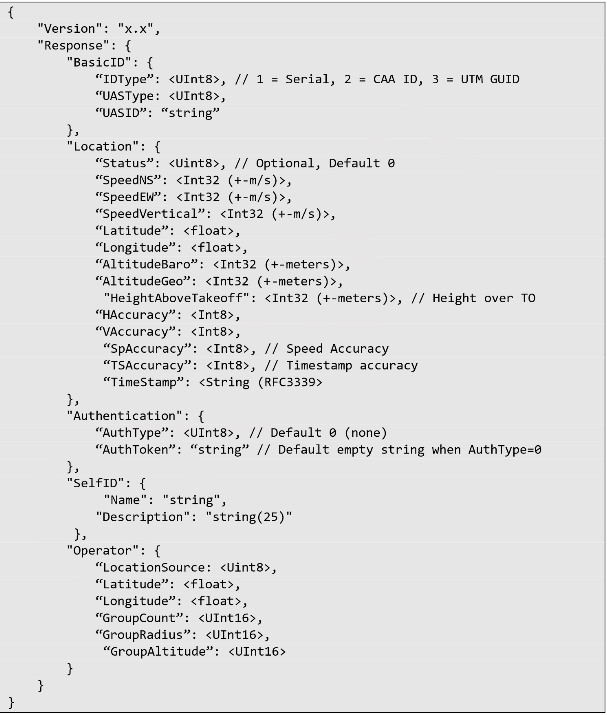 {
"Version": "x.x",
"Response": {
"BasicID": {
“IDType”: <UInt8>, // 1 = Serial, 2 = CAA ID, 3 = UTM GUID
“UASType: <UInt8>,
“UASID”: “string”
},
"Location": {
“Status”: <Uint8>, // Optional, Default 0
“SpeedNS”: <Int32 (+-m/s)>,
“SpeedEW”: <Int32 (+-m/s)>,
“SpeedVertical”: <Int32 (+-m/s)>,
“Latitude”: <float>,
“Longitude”: <float>,
“AltitudeBaro”: <Int32 (+-meters)>,
“AltitudeGeo”: <Int32 (+-meters)>,
"HeightAboveTakeoff": <Int32 (+-meters)>, // Height over TO
“HAccuracy”: <Int8>,
“VAccuracy”: <Int8>,
“SpAccuracy”: <Int8>, // Speed Accuracy
“TSAccuracy”: <Int8>, // Timestamp accuracy
“TimeStamp”: <String (RFC3339>
},
"Authentication": {
“AuthType”: <UInt8>, // Default 0 (none)
“AuthToken”: “string” // Default empty string when AuthType=0
},
"SelfID": {
"Name": "string",
"Description": "string(25)"
},
"Operator": {
“LocationSource: <Uint8>,
“Latitude”: <float>,
“Longitude”: <float>,
“GroupCount”: <UInt16>,
“GroupRadius”: <UInt16>,
“GroupAltitude”: <UInt16>
}
}
}